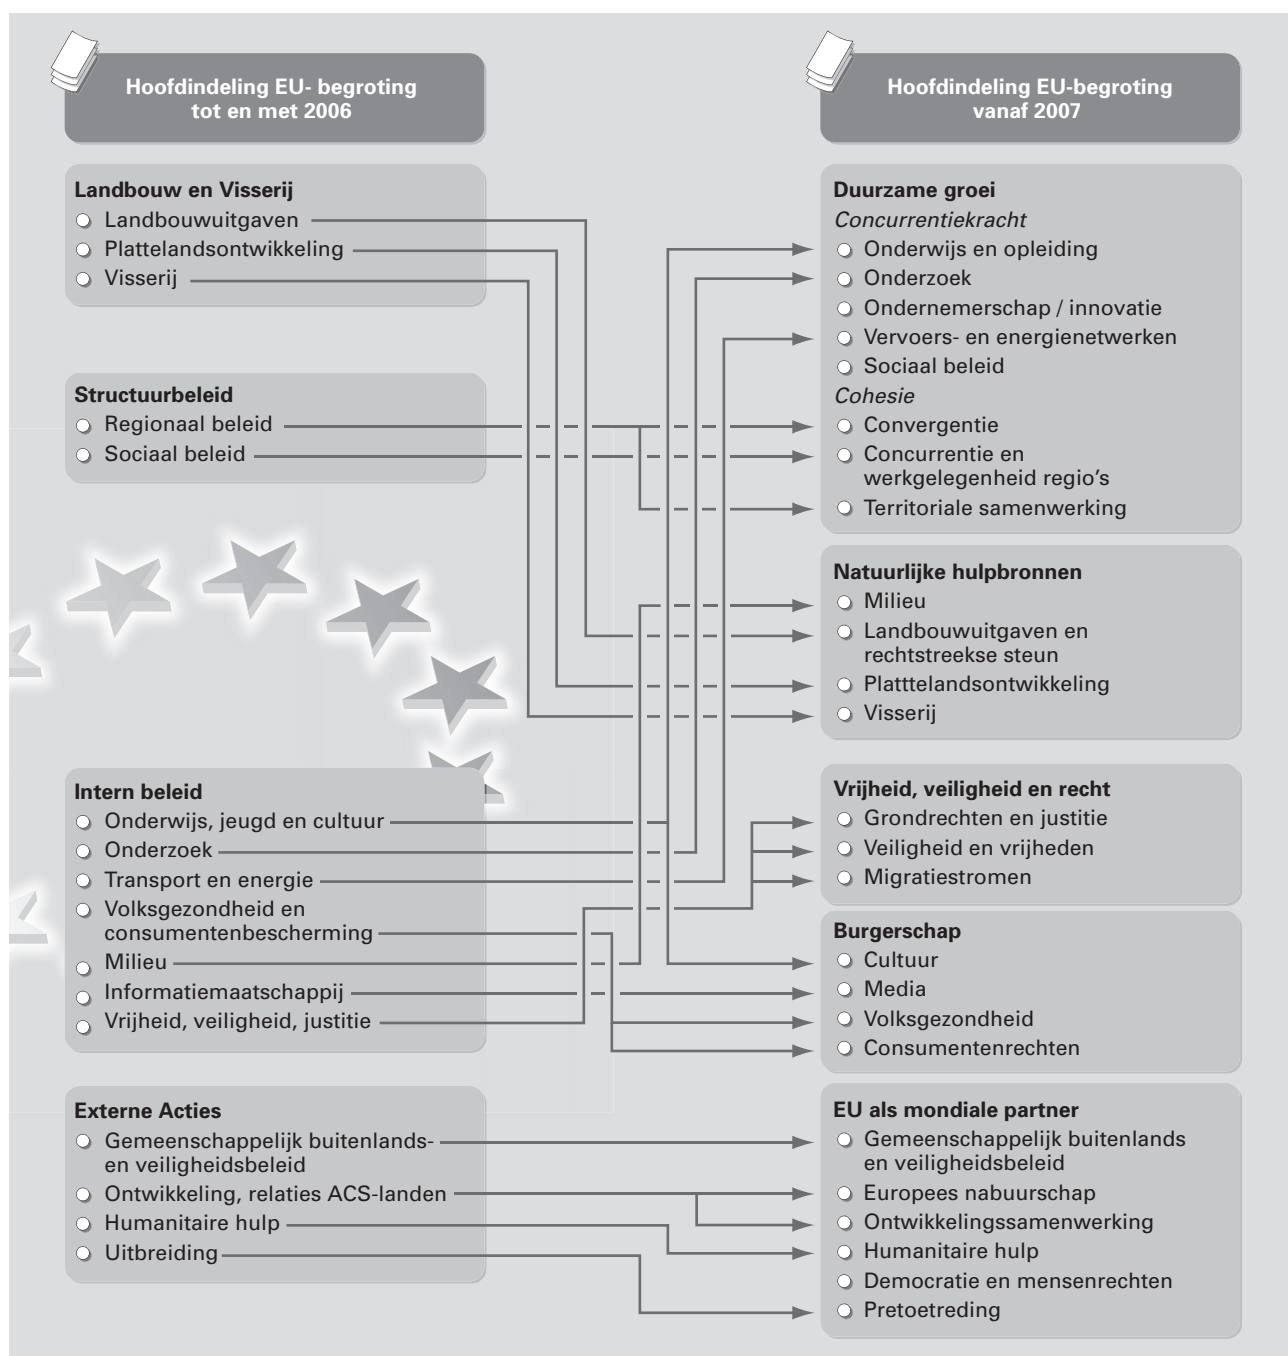 Hoofdindeling EU- begroting
tot en met 2006
Landbouw en Visserij
Landbouwuitgaven
Plattelandsontwikkeling
Visserij
Structuurbeleid
Regionaal beleid
Sociaal beleid
Intern beleid
Onderwijs, jeugd en cultuur
Onderzoek
Transport en energie
Volksgezondheid en
consumentenbescherming
Milieu
Informatiemaatschappij
Vrijheid, veiligheid, justitie
Externe Acties
Gemeenschappelijk buitenlands-
en veiligheidsbeleid
Ontwikkeling, relaties ACS-landen
Humanitaire hulp
Uitbreiding
Hoofdindeling EU-begroting
vanaf 2007
Duurzame groei
Concurrentiekracht
Onderwijs en opleiding
Onderzoek
Ondernemerschap / innovatie
Vervoers- en energienetwerken
Sociaal beleid
Cohesie
Convergentie
Concurrentie en
werkgelegenheid regio's
Territoriale samenwerking
Natuurlijke hulpbronnen
Milieu
Landbouwuitgaven en
rechtstreekse steun
Platttelandsontwikkeling
Visserij
Vrijheid, veiligheid en recht
Grondrechten en justitie
Veiligheid en vrijheden
Migratiestromen
Burgerschap
Cultuur
Media
Volksgezondheid
Consumentenrechten
EU als mondiale partner
Gemeenschappelijk buitenlands
en veiligheidsbeleid
Europees nabuurschap
Ontwikkelingssamenwerking
Humanitaire hulp
Democratie en mensenrechten
Pretoetreding